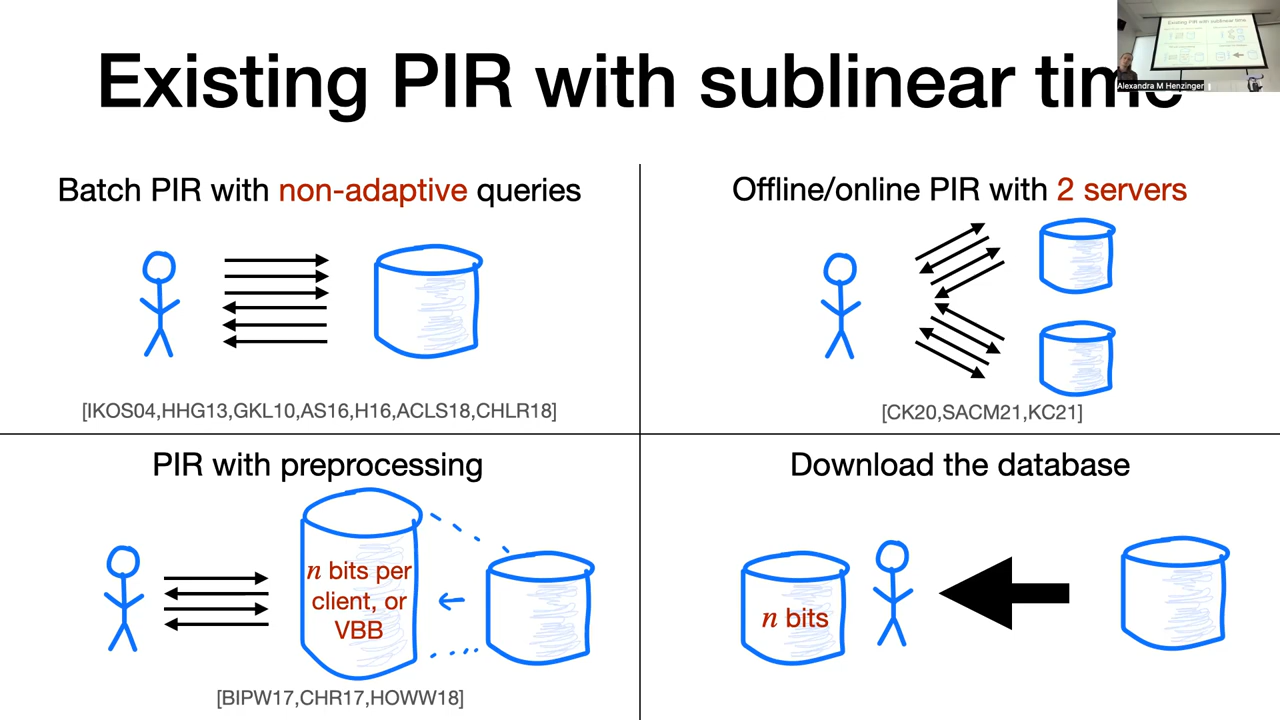 Existing PIR with sublinear time
Alexandra M Henzinger
Batch PIR with non-adaptive queries
[IKOS04,HHG13,GKL10,AS16,H16,ACLS18,CHLR18]
Offline/online PIR with 2 servers
[CK20,SACM21,KC21]
PIR with preprocessing
n bits per
client, or
VBB
[BIPW17,CHR17,HOWW18]
Download the database
n bits